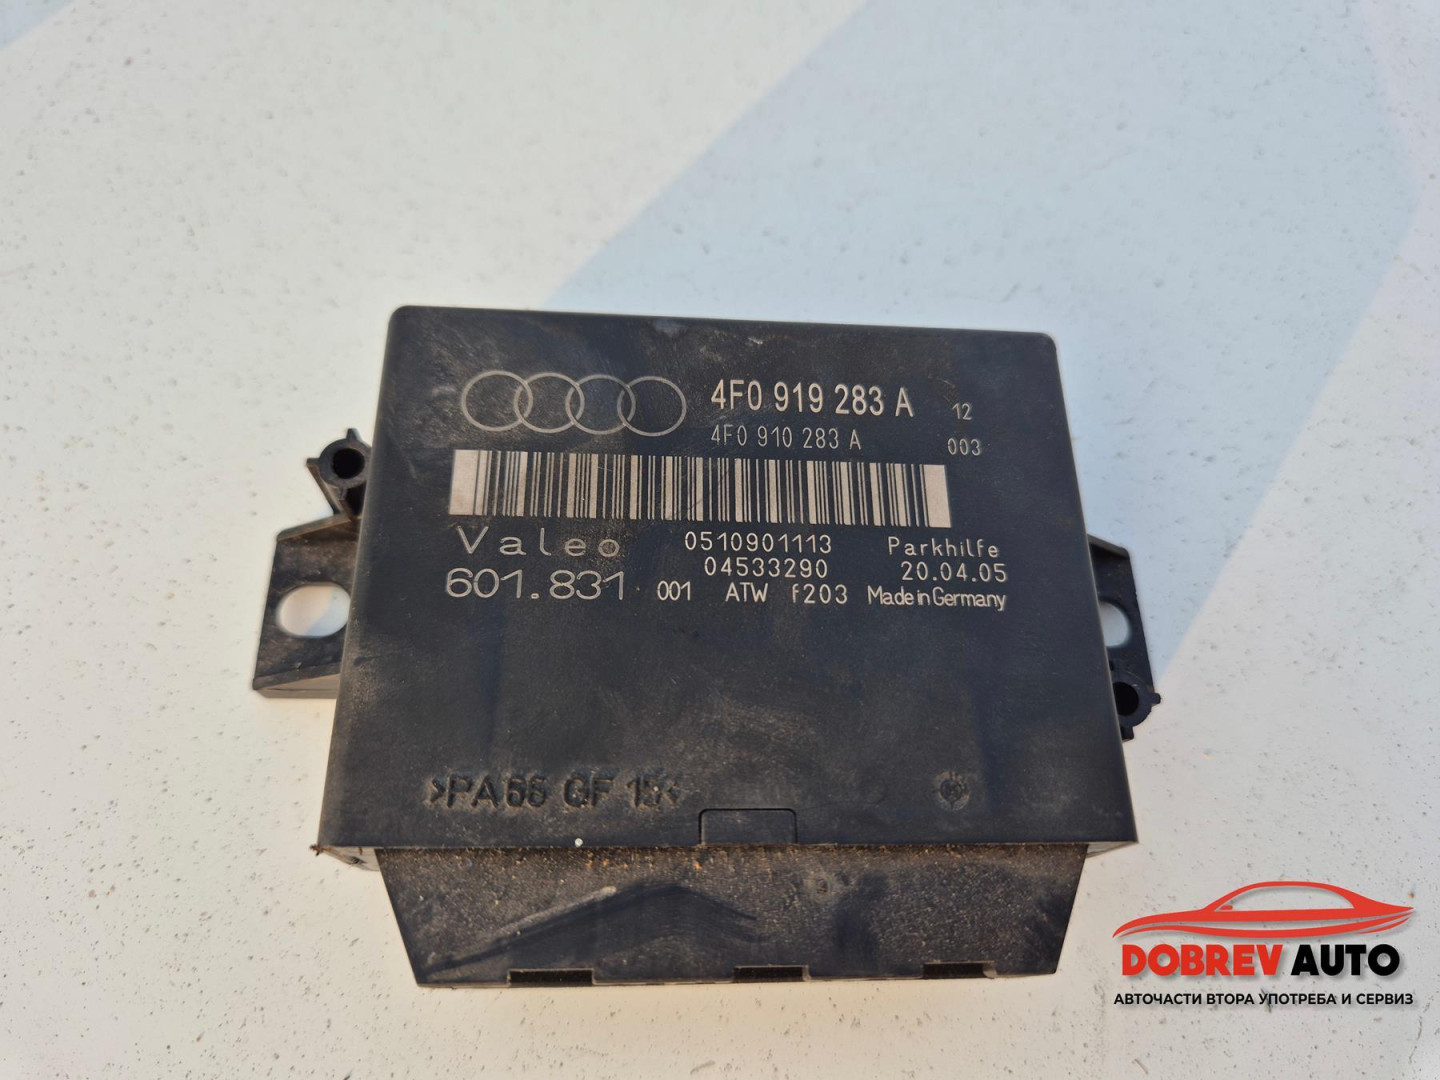 4F0 919 283 A 12
4F0 910 283 A 003
Valeo 0510901113 Parkhilfe
04533290 20.04.05
601.831 001 ATW f203 Made in Germany
>PA66 GF 15<
DOBREV AUTO
АВТОЧАСТИ ВТОРА УПОТРЕБА И СЕРВИЗ